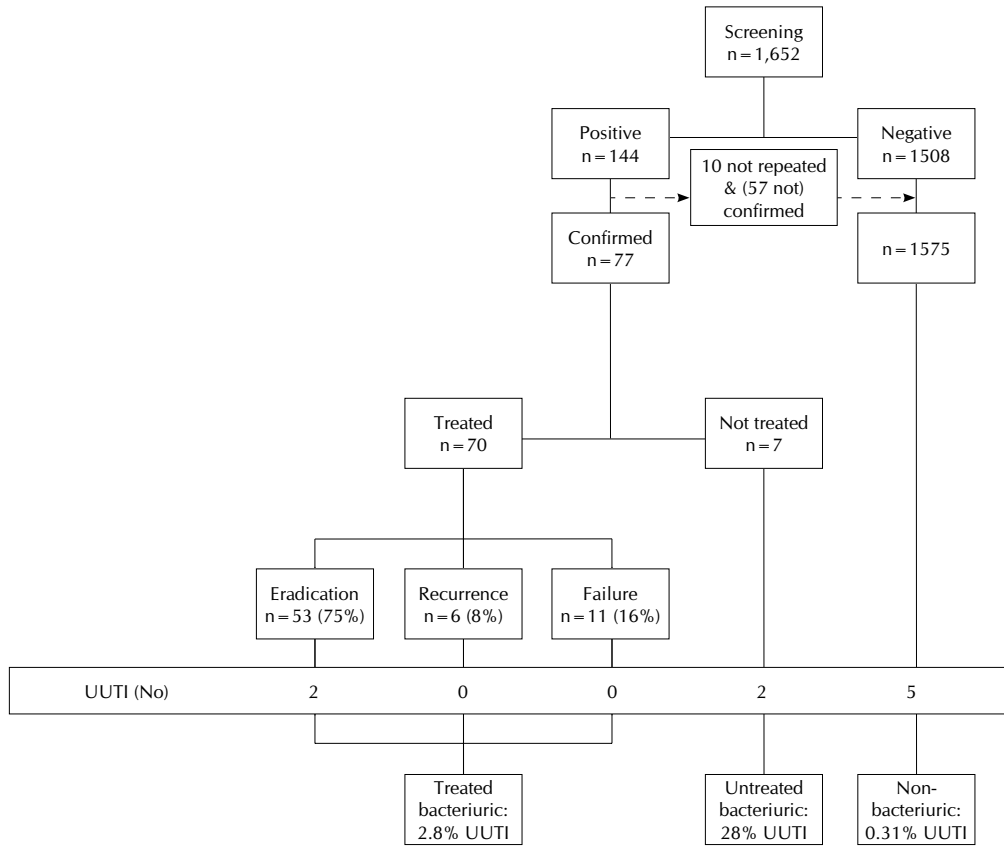 Screening
n=1,652
Positive
n=144
Negative
n=1508
10 not repeated
& (57 not)
confirmed
Confirmed
n=77
n=1575
Treated
n=70
Not treated
n=7
Eradication
n=53 (75%)
Recurrence
n=6 (8%)
Failure
n=11 (16%)
UUTI (No) 2 0 0 2 5
Treated
bacteriuric:
2.8% UUTI
Untreated
bacteriuric:
28% UUTI
Non-
bacteriuric:
0.31% UUTI